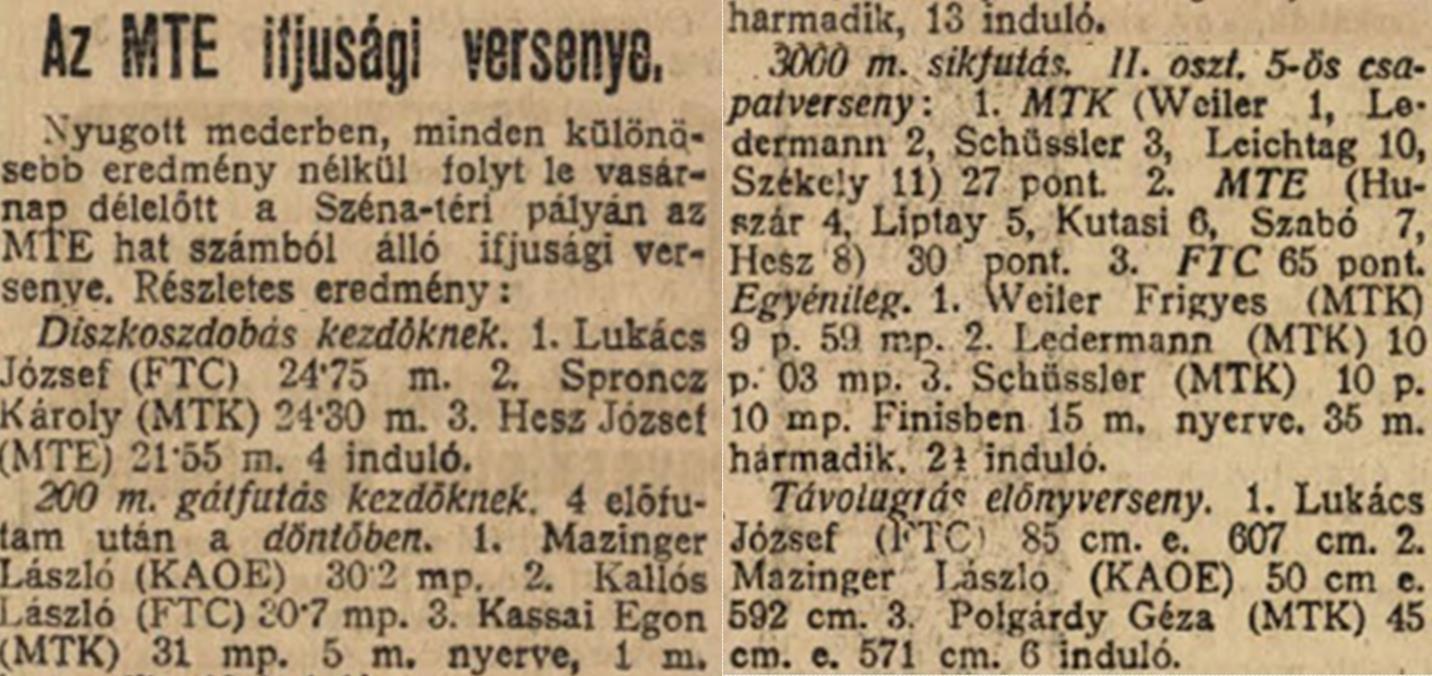 Az MTE ifjusági versenye.
Nyugott mederben, minden különö-
sebb eredmény nélkül folyt le vasár-
nap délelőtt a Széna-téri pályán az
MTE hat számból álló ifjusági ver-
senye. Részletes eredmény:
Diszkoszdobás kezdőknek. 1. Lukács
József (FTC) 24·75 m. 2. Sproncz
Károly (MTK) 24·30 m. 3. Hesz József
(MTE) 21·55 m. 4 induló.
200 m. gátfutás kezdőknek. 4 előfu-
tam után a döntőben. 1. Mazinger
László (KAOE) 30·2 mp. 2. Kallós
László (FTC) 30·7 mp. 3. Kassai Egon
(MTK) 31 mp. 5 m. nyerve, 1 m.
harmadik, 13 induló.
3000 m. sikfutás. II. oszt. 5-ös csa-
patverseny: 1. MTK (Weiler 1, Le-
dermann 2, Schüssler 3, Leichtag 10,
Székely 11) 27 pont. 2. MTE (Hu-
szár 4, Liptay 5, Kutasi 6, Szabó 7,
Hesz 8) 30 pont. 3. FTC 65 pont.
Egyénileg. 1. Weiler Frigyes (MTK)
9 p. 59 mp. 2. Ledermann (MTK) 10
p. 03 mp. 3. Schüssler (MTK) 10 p.
10 mp. Finisben 15 m. nyerve. 35 m.
harmadik. induló.
Távolugrás előnyverseny. 1. Lukács
József (FTC) 85 cm. e. 607 cm. 2.
Mazinger László (KAOE) 50 cm e.
592 cm. 3. Polgárdy Géza (MTK) 45
cm. e. 571 cm. 6 induló.